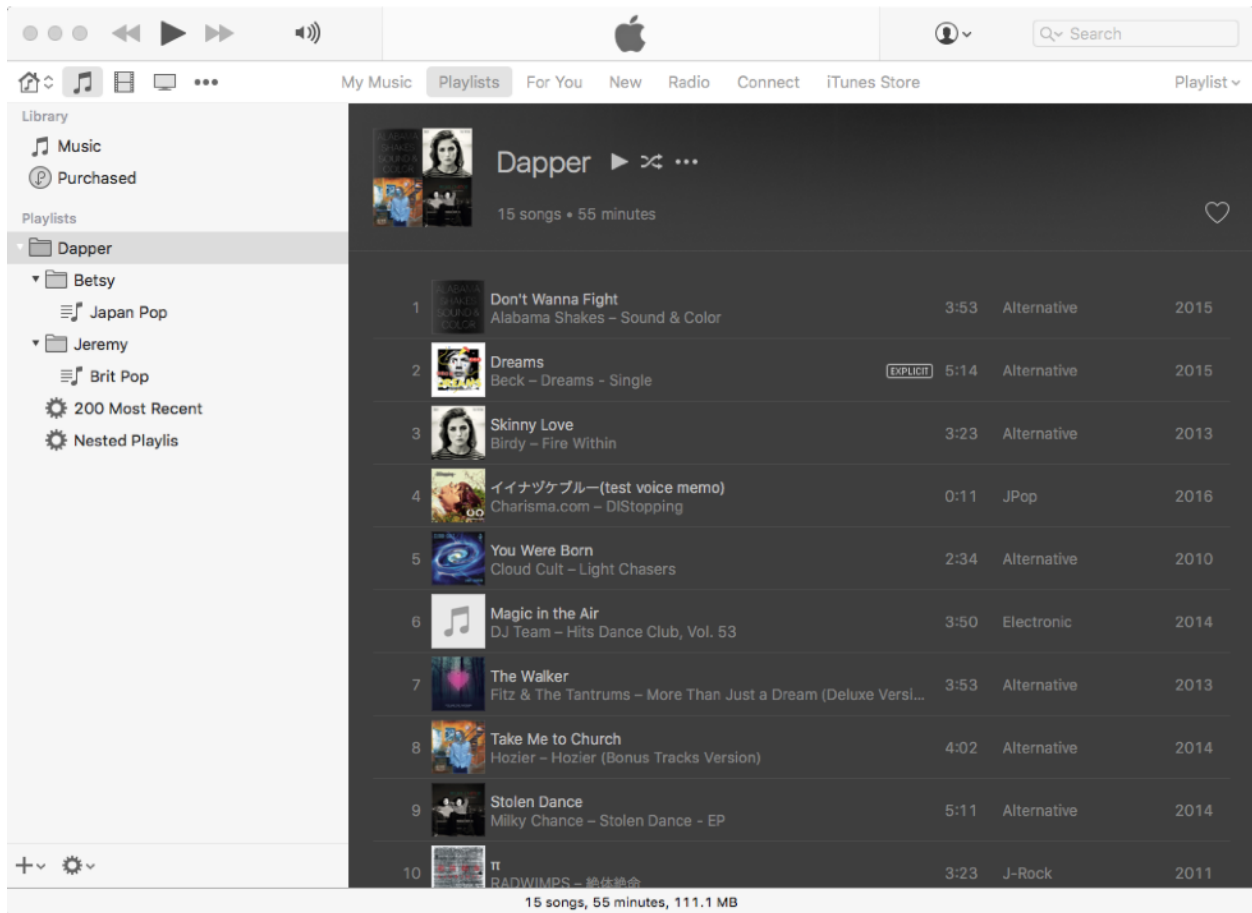 Search
My Music Playlists For You New Radio Connect iTunes Store Playlist
Library
Music
Purchased
Playlists
Dapper
Betsy
Japan Pop
Jeremy
Brit Pop
200 Most Recent
Nested Playlis
ALABAMA
SHAKES
SOUND &
COLOR
Dapper
15 songs • 55 minutes
1 Don't Wanna Fight 3:53 Alternative 2015
Alabama Shakes – Sound & Color
2 Dreams EXPLICIT 5:14 Alternative 2015
Beck – Dreams - Single
3 Skinny Love 3:23 Alternative 2013
Birdy – Fire Within
4 イイナヅケブルー(test voice memo) 0:11 JPop 2016
Charisma.com – DIStopping
5 You Were Born 2:34 Alternative 2010
Cloud Cult – Light Chasers
6 Magic in the Air 3:50 Electronic 2014
DJ Team – Hits Dance Club, Vol. 53
7 The Walker 3:53 Alternative 2013
Fitz & The Tantrums – More Than Just a Dream (Deluxe Versi...
8 Take Me to Church 4:02 Alternative 2014
Hozier – Hozier (Bonus Tracks Version)
9 Stolen Dance 5:11 Alternative 2014
Milky Chance – Stolen Dance - EP
10 π 3:23 J-Rock 2011
RADWIMPS – 絶体絶命
15 songs, 55 minutes, 111.1 MB